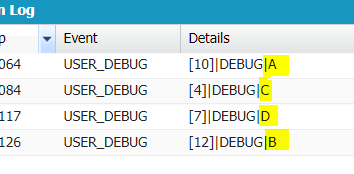 n Log
p Event Details
064 USER_DEBUG [10]|DEBUG|A
084 USER_DEBUG [4]|DEBUG|C
117 USER_DEBUG [7]|DEBUG|D
126 USER_DEBUG [12]|DEBUG|B